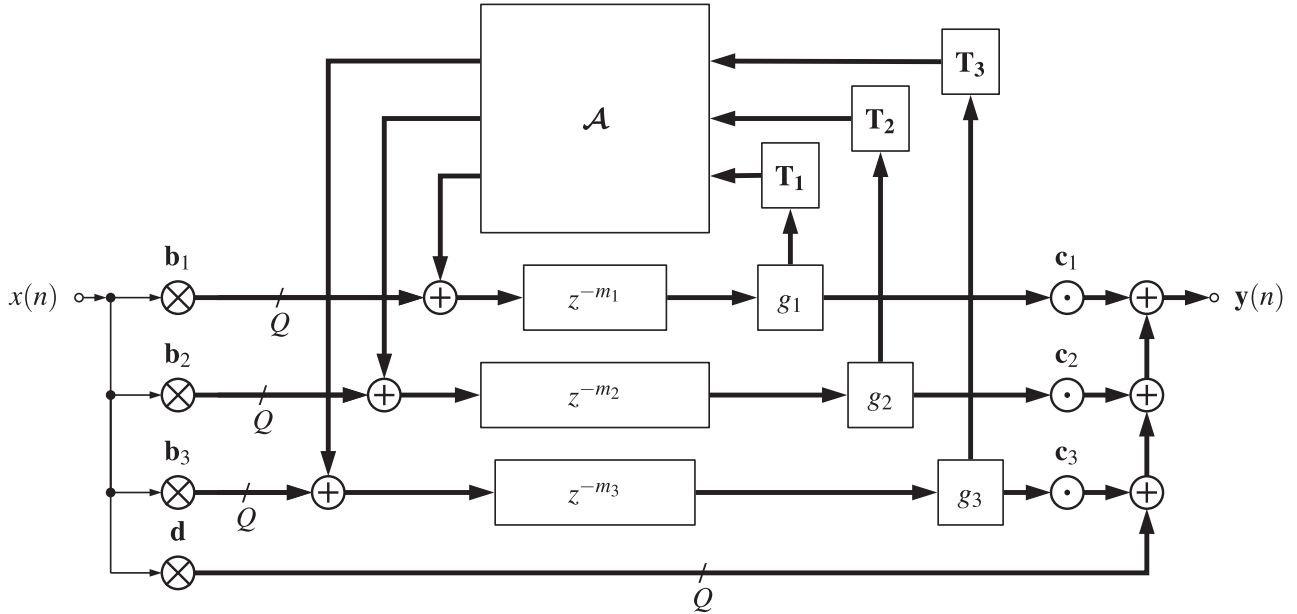 𝓐
T₃
T₂
T₁
b₁
x(n)
Q
z⁻ᵐ¹
g₁
c₁
y(n)
b₂
Q
z⁻ᵐ²
g₂
c₂
b₃
Q
z⁻ᵐ³
g₃
c₃
d
Q